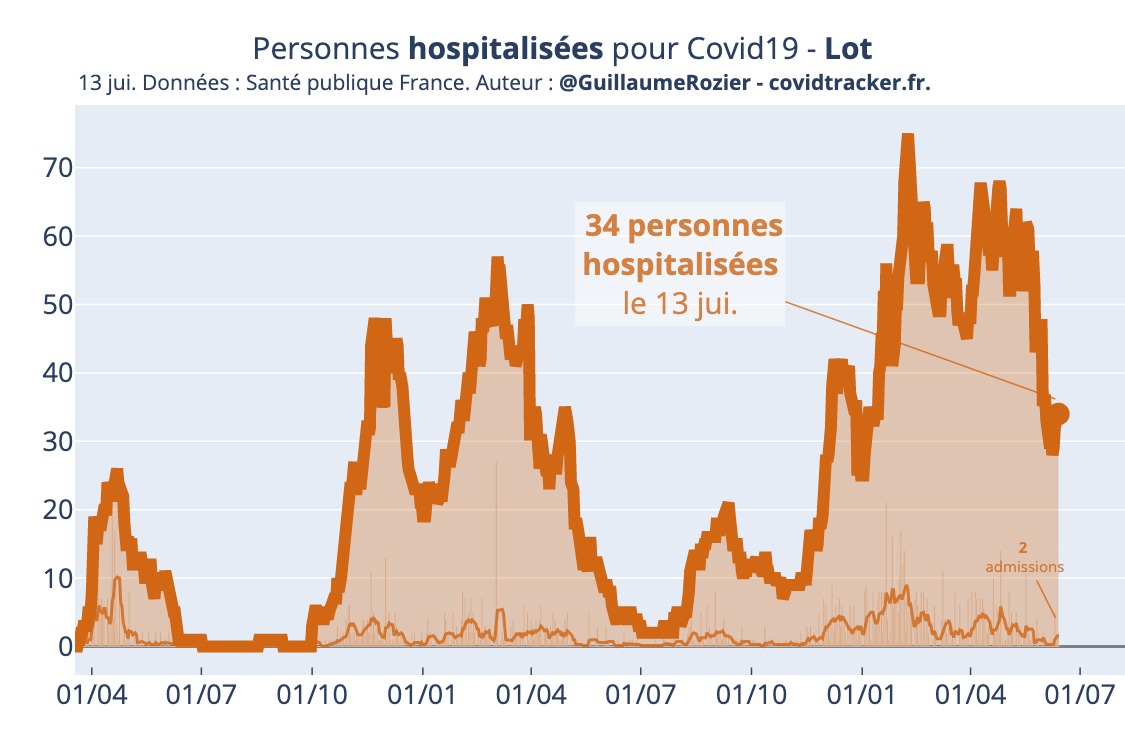 Personnes hospitalisées pour Covid19 - Lot
13 jui. Données : Santé publique France. Auteur : @GuillaumeRozier - covidtracker.fr.
70
60
50
40
30
20
10
0
34 personnes
hospitalisées
le 13 jui.
2
admissions
01/04 01/07 01/10 01/01 01/04 01/07 01/10 01/01 01/04 01/07